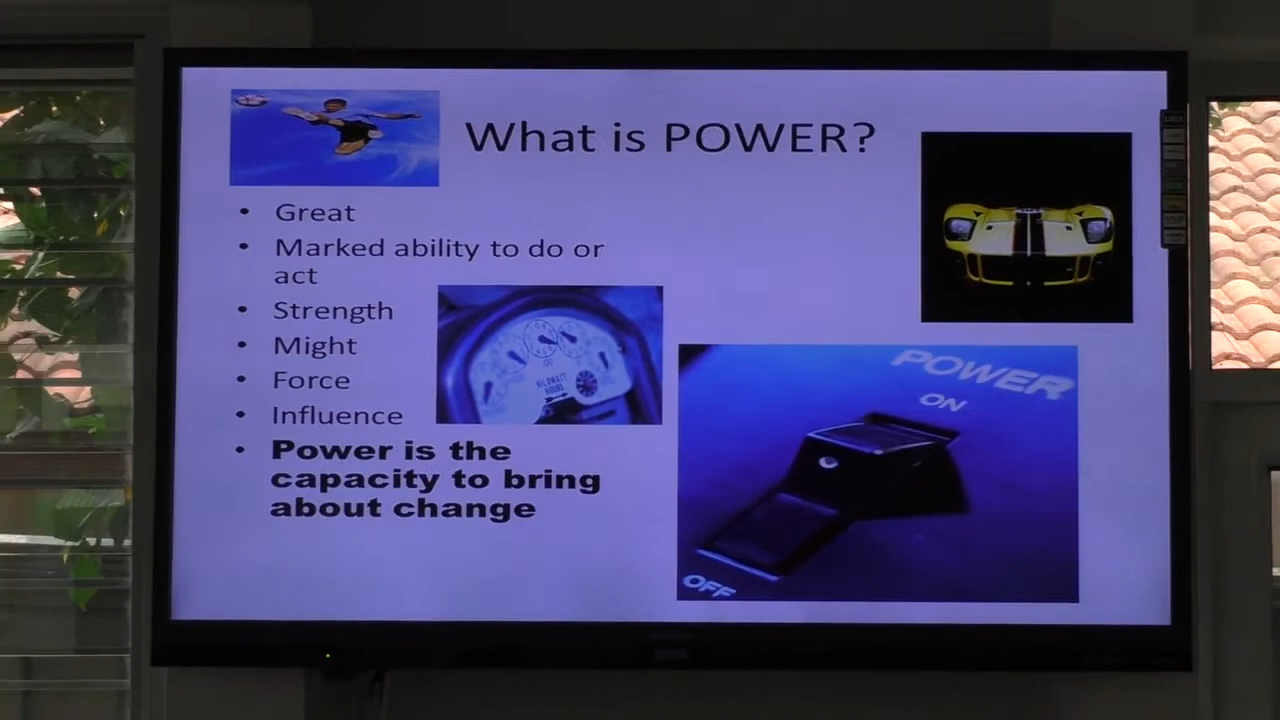 What is POWER?
• Great
• Marked ability to do or
act
• Strength
• Might
• Force
• Influence
• Power is the
capacity to bring
about change
KILOWATT
HOURS
POWER
ON
OFF